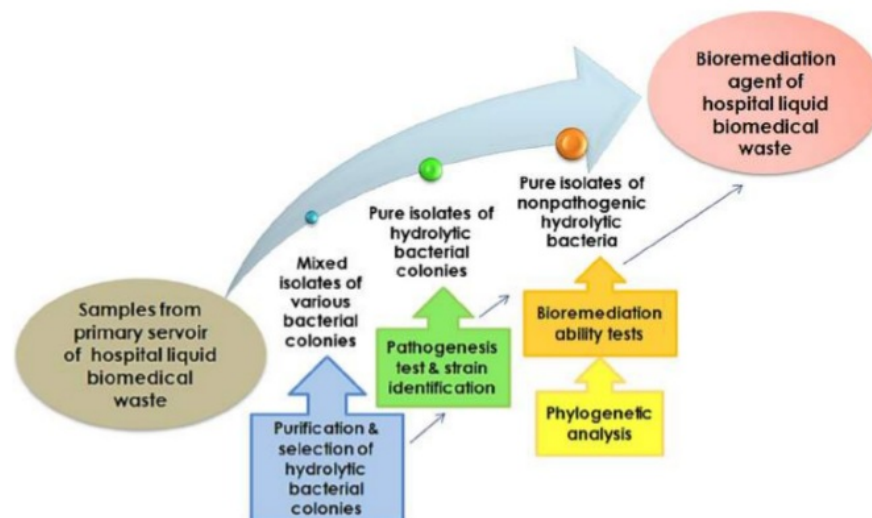 Bioremediation
agent of
hospital liquid
biomedical
waste
Pure isolates of
nonpathogenic
hydrolytic
bacteria
Pure isolates of
hydrolytic
bacterial
colonies
Mixed
isolates of
various
bacterial
colonies
Samples from
primary servoir
of hospital liquid
biomedical
waste
Bioremediation
ability tests
Pathogenesis
test & strain
identification
Phylogenetic
analysis
Purification &
selection of
hydrolytic
bacterial
colonies